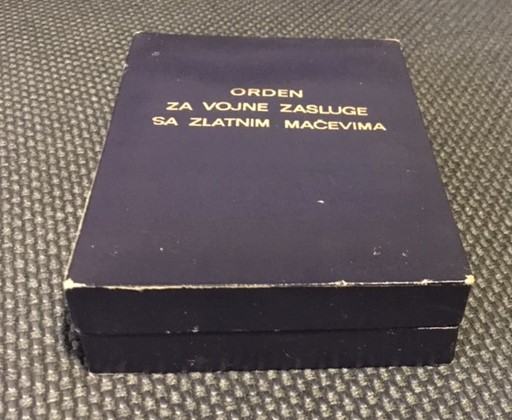 ORDEN
ZA VOJNE ZASLUGE
SA ZLATNIM MAČEVIMA